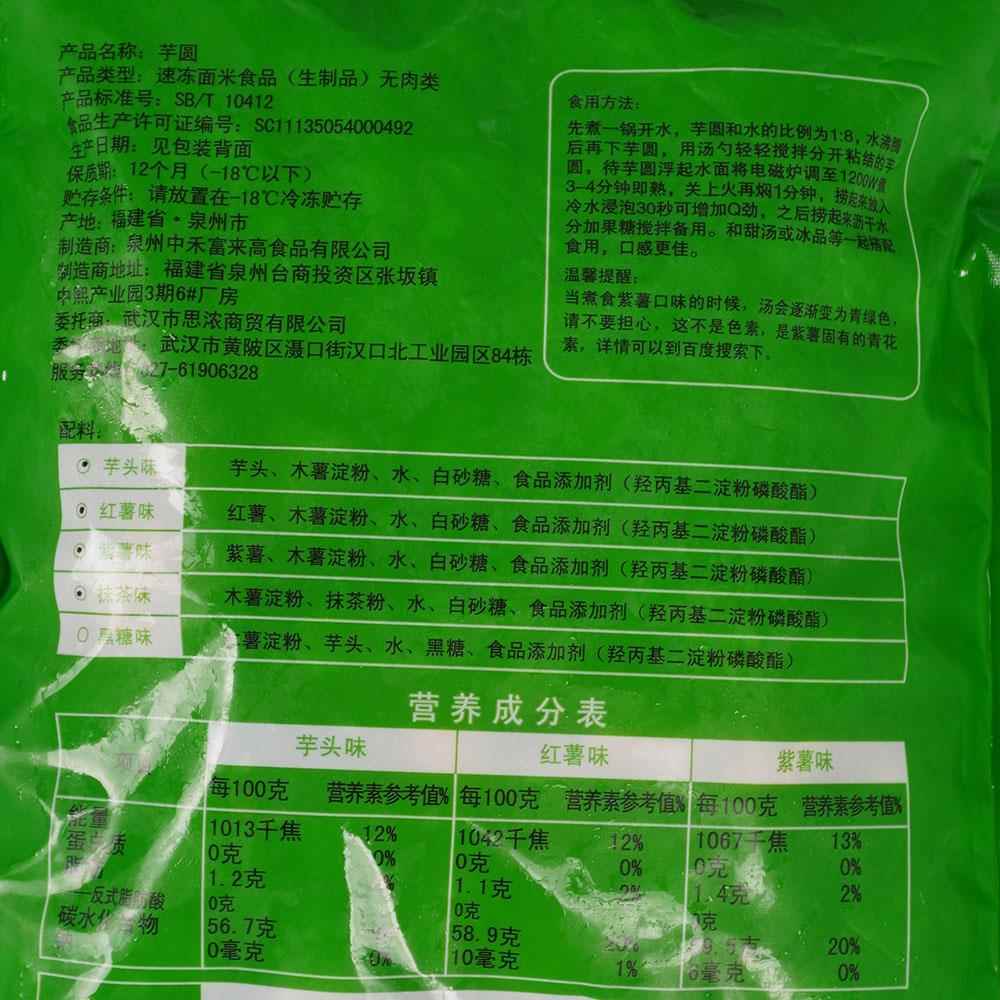 产品名称：芋圆
产品类型：速冻面米食品（生制品）无肉类
产品标准号：SB/T 10412
食品生产许可证编号：SC11135054000492
生产日期：见包装背面
保质期：12个月（-18℃以下）
贮存条件：请放置在-18℃冷冻贮存
产地：福建省·泉州市
制造商：泉州中禾富来高食品有限公司
制造商地址：福建省泉州台商投资区张坂镇
中熙产业园3期6#厂房
委托商：武汉市思浓商贸有限公司
地址：武汉市黄陂区滠口街汉口北工业园区84栋
服务 027-61906328
食用方法：
先煮一锅开水，芋圆和水的比例为1:8，水沸腾
后再下芋圆，用汤勺轻轻搅拌分开粘结的芋
圆，待芋圆浮起水面将电磁炉调至1200W煮
3-4分钟即熟，关上火再焖1分钟，捞起来放入
冷水浸泡30秒可增加Q劲，之后捞起来沥干水
分加果糖搅拌备用。和甜汤或冰品等一起搭配
食用，口感更佳。
温馨提醒：
当煮食紫薯口味的时候，汤会逐渐变为青绿色，
请不要担心，这不是色素，是紫薯固有的青花
素，详情可以到百度搜索下。
配料：
芋头味 芋头、木薯淀粉、水、白砂糖、食品添加剂（羟丙基二淀粉磷酸酯）
红薯味 红薯、木薯淀粉、水、白砂糖、食品添加剂（羟丙基二淀粉磷酸酯）
紫薯味 紫薯、木薯淀粉、水、白砂糖、食品添加剂（羟丙基二淀粉磷酸酯）
抹茶味 木薯淀粉、抹茶粉、水、白砂糖、食品添加剂（羟丙基二淀粉磷酸酯）
黑糖味 薯淀粉、芋头、水、黑糖、食品添加剂（羟丙基二淀粉磷酸酯）
营养成分表
项 芋头味 红薯味 紫薯味
每100克 营养素参考值% 每100克 营养素参考值% 每100克 营养素参考值%
能量 1013千焦 12% 1042千焦 12% 1067千焦 13%
蛋白质 0克 0% 0克 0% 0克 0%
脂肪 1.2克 1.1克 2% 1.4克 2%
—反式脂肪酸 0克 0克 0克
碳水化合物 56.7克 58.9克 20% 59.5克 20%
钠 0毫克 0% 10毫克 1% 毫克 0%